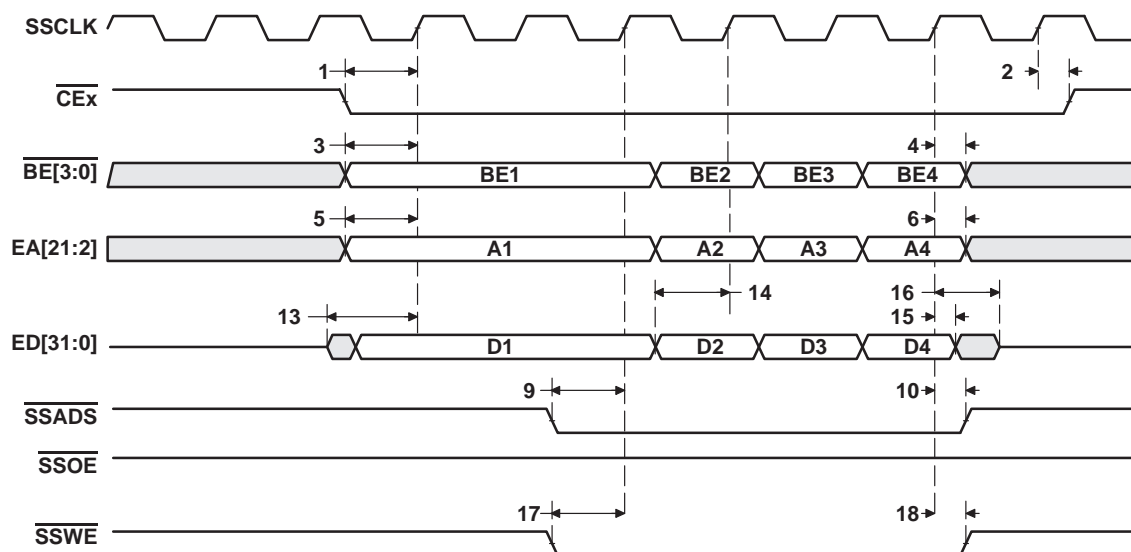 SSCLK
1
2
CEx
3
4
BE[3:0]
BE1
BE2
BE3
BE4
5
6
EA[21:2]
A1
A2
A3
A4
14
16
13
15
ED[31:0]
D1
D2
D3
D4
9
10
SSADS
SSOE
17
18
SSWE